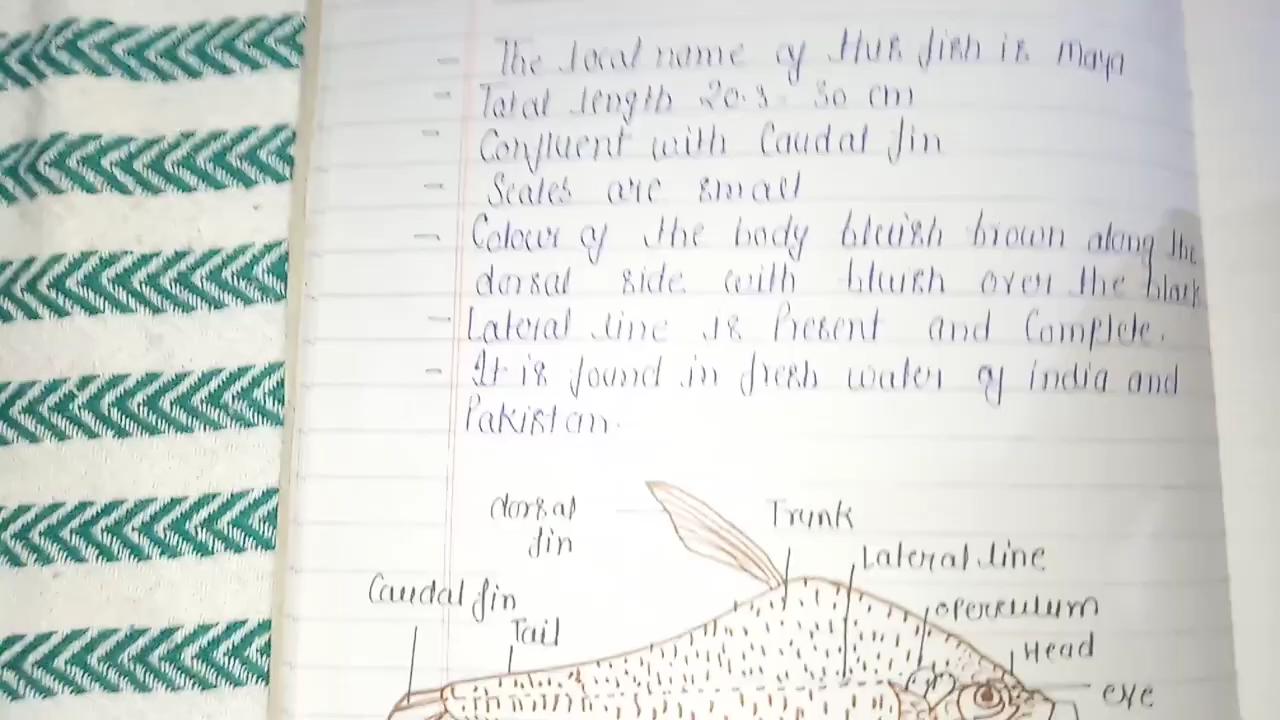 - The local name of this fish is Maya
- Total length 20.3 - 30 cm
- Confluent with Caudal fin
- Scales are small
- Colour of the body bluish brown along the
dorsal side with bluish over the black
- Lateral line is Present and Complete.
- It is found in fresh water of india and
Pakistan.
dorsal
fin
Trunk
Lateral line
Caudal fin
operculum
Tail
Head
eye